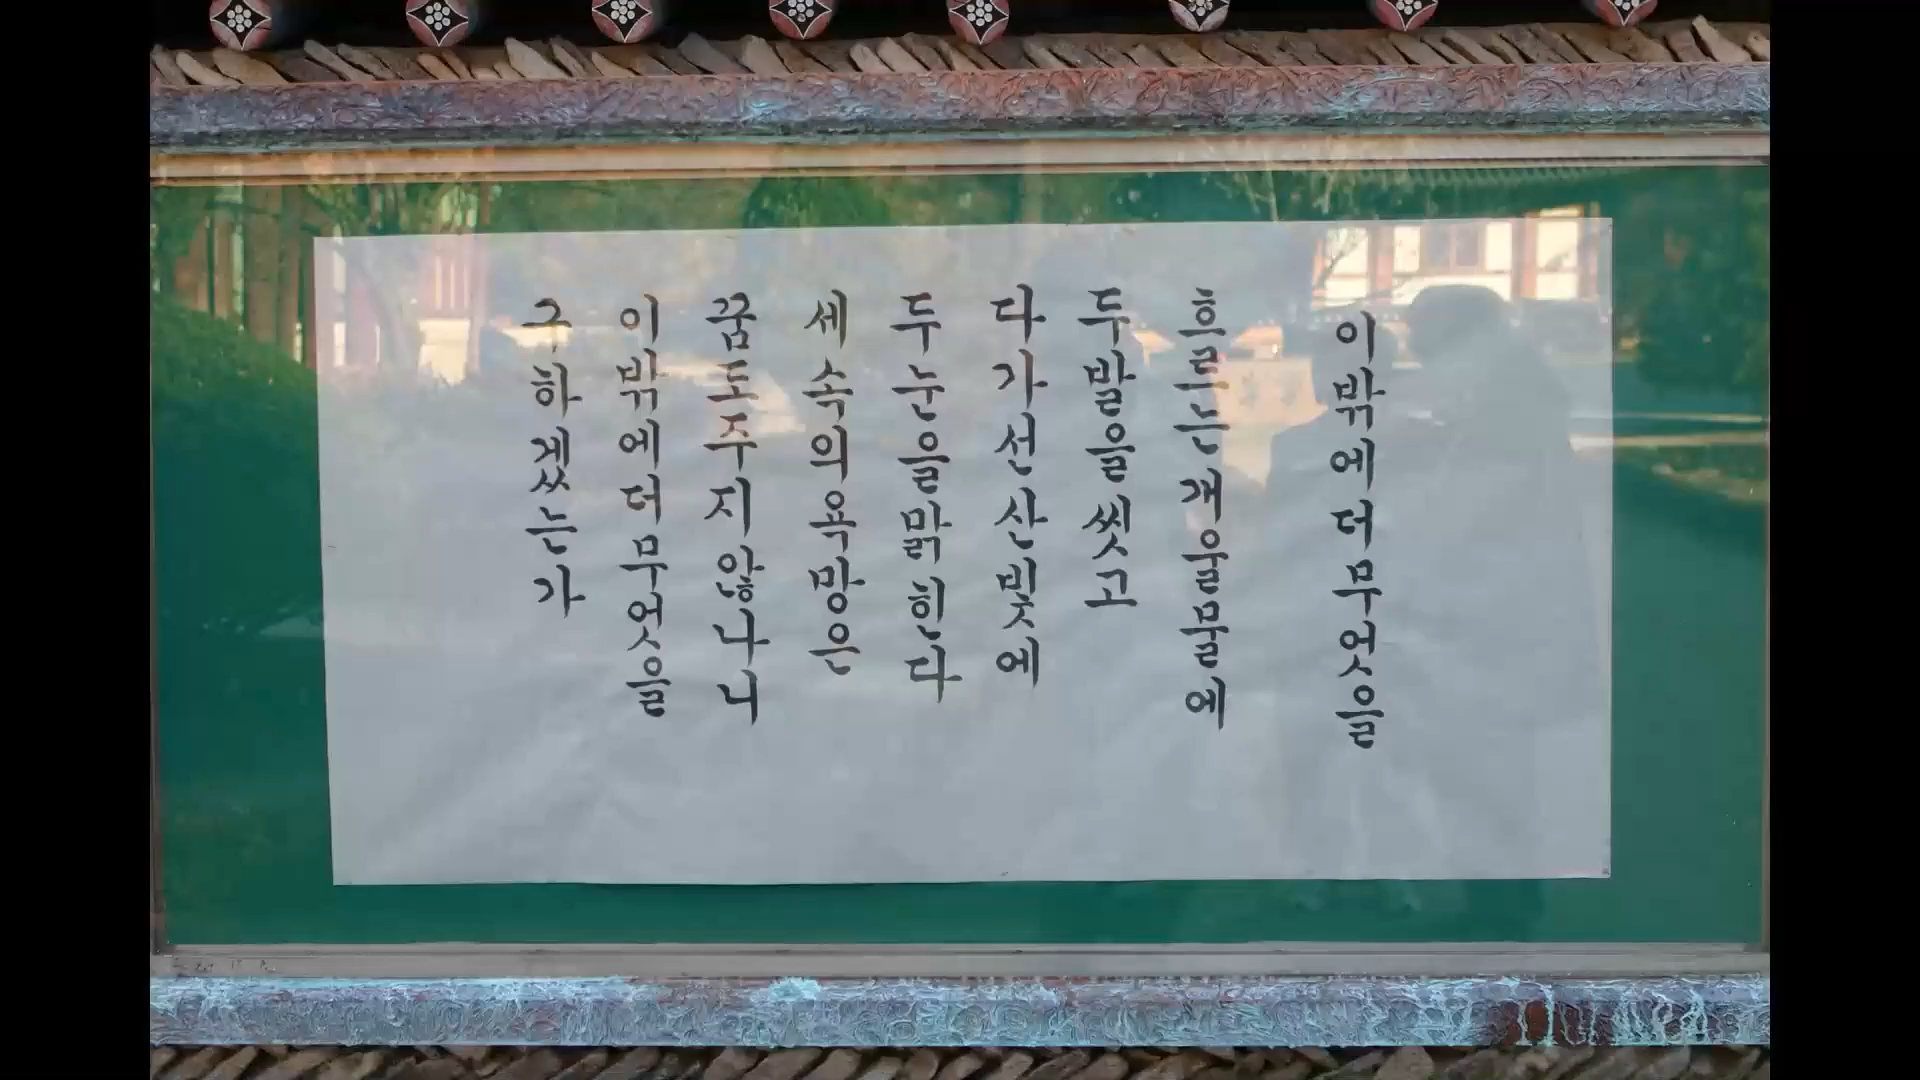 이 밖에 더 무엇을
흐르는 개울물에
두 발을 씻고
다가선 산빛에
두 눈을 맑힌다
세속의 욕망은
꿈도 주지 않나니
이 밖에 더 무엇을
구하겠는가